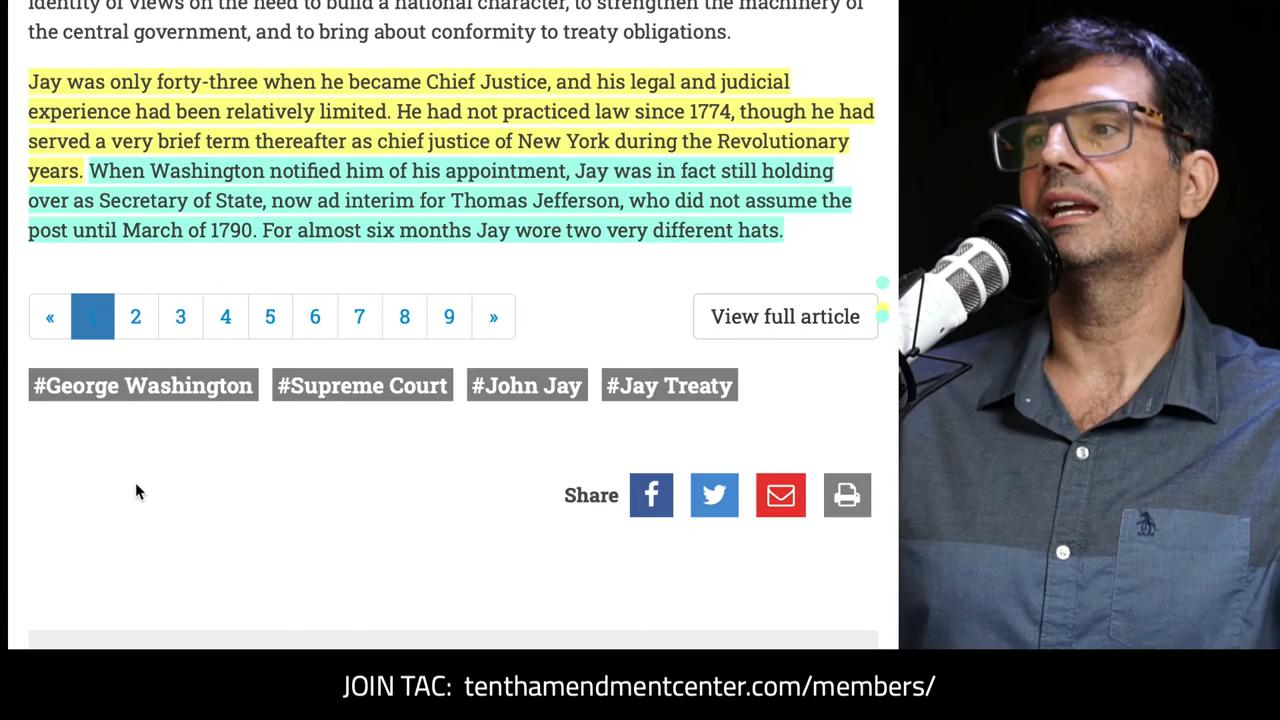 identity of views on the need to build a national character, to strengthen the machinery of
the central government, and to bring about conformity to treaty obligations.
Jay was only forty-three when he became Chief Justice, and his legal and judicial
experience had been relatively limited. He had not practiced law since 1774, though he had
served a very brief term thereafter as chief justice of New York during the Revolutionary
years. When Washington notified him of his appointment, Jay was in fact still holding
over as Secretary of State, now ad interim for Thomas Jefferson, who did not assume the
post until March of 1790. For almost six months Jay wore two very different hats.
« 1 2 3 4 5 6 7 8 9 » View full article
#George Washington #Supreme Court #John Jay #Jay Treaty
Share
JOIN TAC: tenthamendmentcenter.com/members/